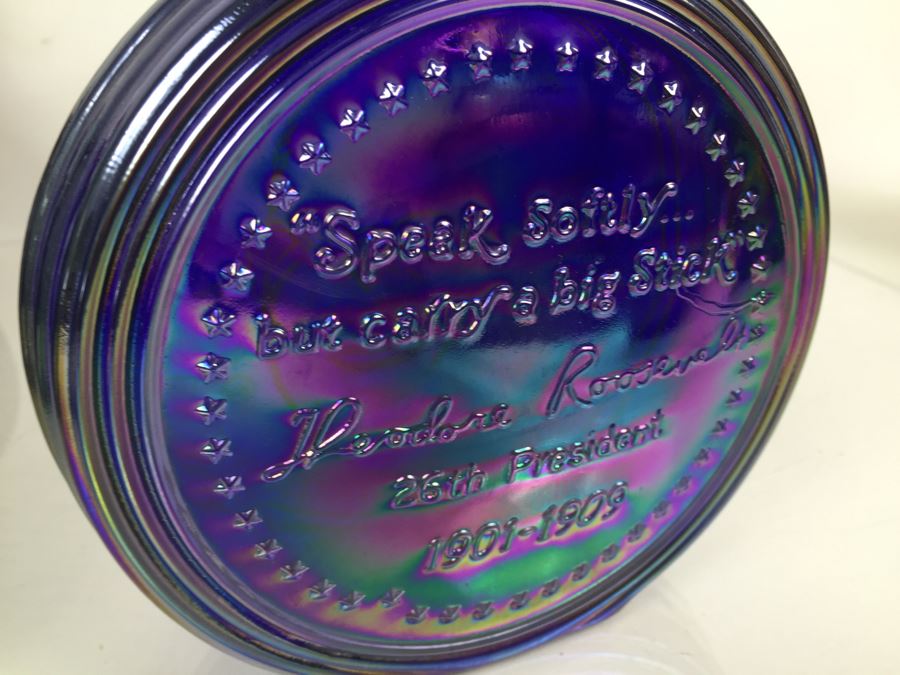 "Speak Softly...
but carry a big Stick"
Theodore Roosevelt
26th President
1901-1909